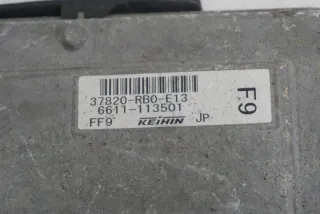 37820-RB0-E13
6611-113501
FF9 KEIHIN JP
F9